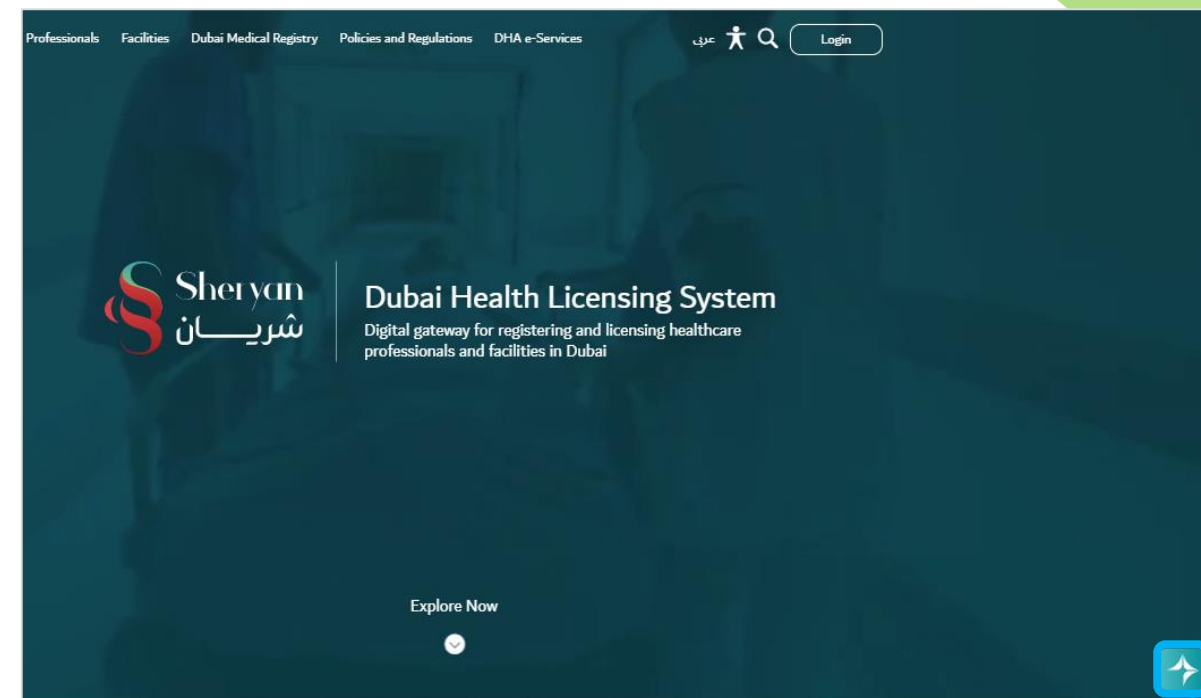 Professionals Facilities Dubai Medical Registry Policies and Regulations DHA e-Services عربي Login
Sheryan
شريــــان
Dubai Health Licensing System
Digital gateway for registering and licensing healthcare
professionals and facilities in Dubai
Explore Now